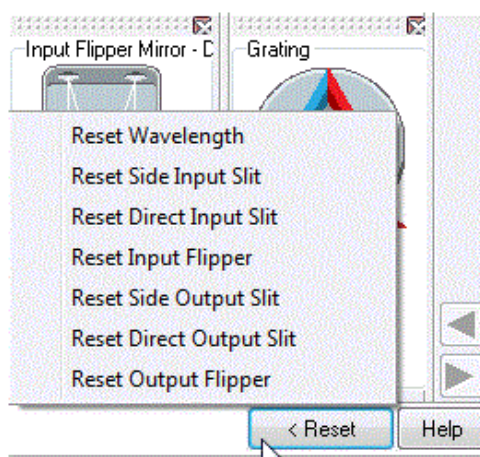 Input Flipper Mirror - D
Grating
Reset Wavelength
Reset Side Input Slit
Reset Direct Input Slit
Reset Input Flipper
Reset Side Output Slit
Reset Direct Output Slit
Reset Output Flipper
< Reset
Help